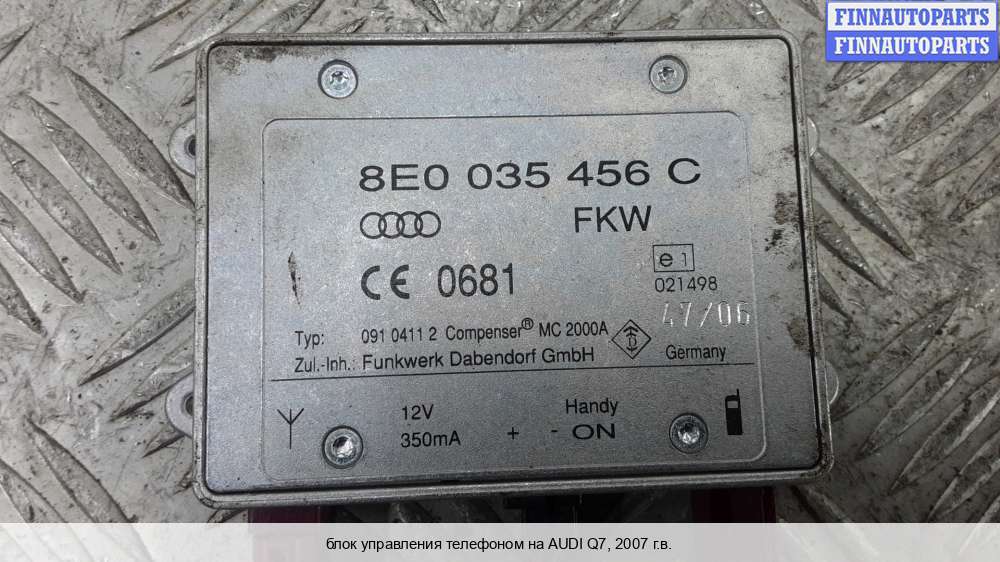 FINNAUTOPARTS
FINNAUTOPARTS
8E0 035 456 C
FKW
CE 0681
e 1
021498
47/06
Typ: 091 0411 2 Compenser® MC 2000A
Zul.-Inh.: Funkwerk Dabendorf GmbH
Germany
12V
350mA
+ -
Handy
ON
блок управления телефоном на AUDI Q7, 2007 г.в.